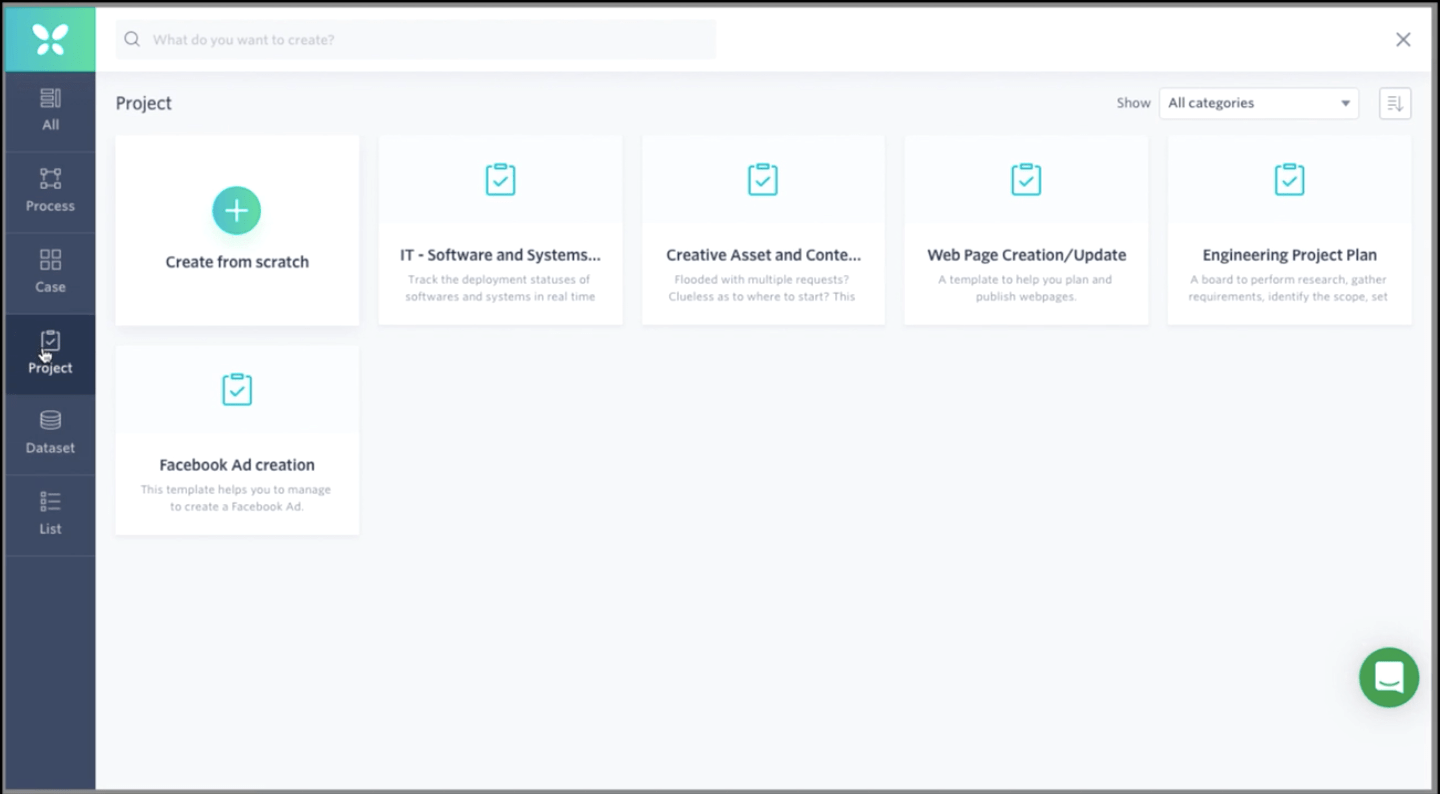 What do you want to create?
All
Process
Case
Project
Dataset
List
Project
Show
All categories
Create from scratch
IT - Software and Systems...
Track the deployment statuses of
softwares and systems in real time
Creative Asset and Conte...
Flooded with multiple requests?
Clueless as to where to start? This
Web Page Creation/Update
A template to help you plan and
publish webpages.
Engineering Project Plan
A board to perform research, gather
requirements, identify the scope, set
Facebook Ad creation
This template helps you to manage
to create a Facebook Ad.